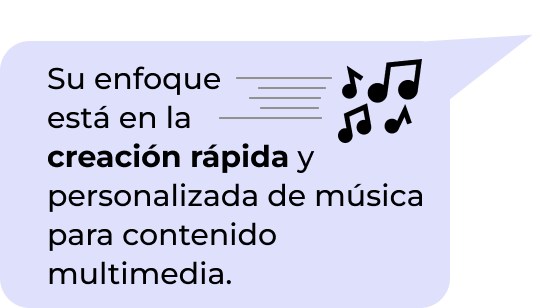 Su enfoque
está en la
creación rápida y
personalizada de música
para contenido
multimedia.